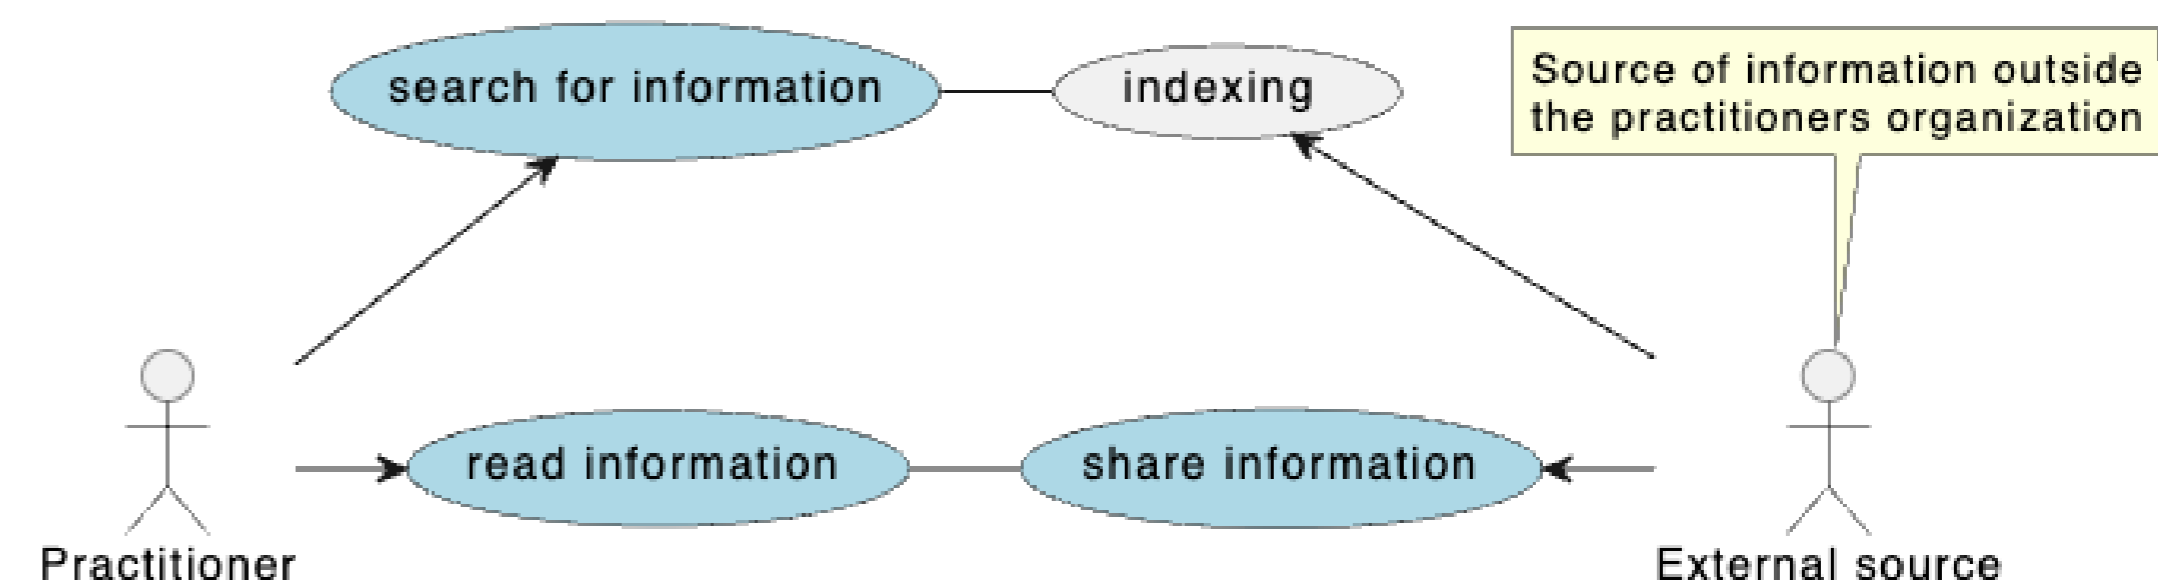 search for information
indexing
Source of information outside
the practitioners organization
read information
share information
Practitioner
External source